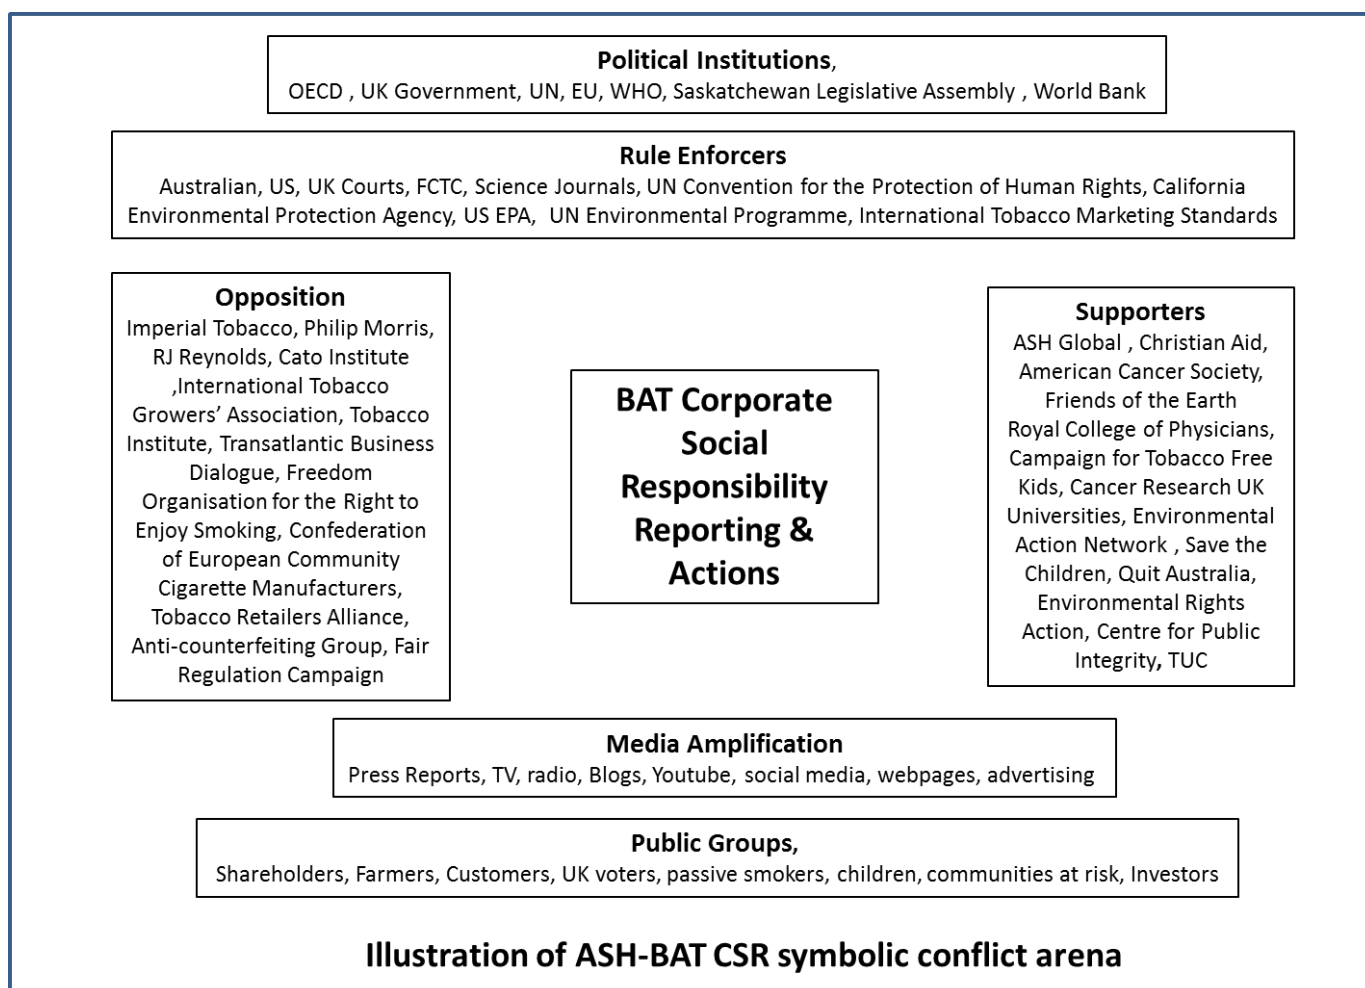 Political Institutions,
OECD , UK Government, UN, EU, WHO, Saskatchewan Legislative Assembly , World Bank
Rule Enforcers
Australian, US, UK Courts, FCTC, Science Journals, UN Convention for the Protection of Human Rights, California
Environmental Protection Agency, US EPA, UN Environmental Programme, International Tobacco Marketing Standards
Opposition
Imperial Tobacco, Philip Morris,
RJ Reynolds, Cato Institute
,International Tobacco
Growers’ Association, Tobacco
Institute, Transatlantic Business
Dialogue, Freedom
Organisation for the Right to
Enjoy Smoking, Confederation
of European Community
Cigarette Manufacturers,
Tobacco Retailers Alliance,
Anti-counterfeiting Group, Fair
Regulation Campaign
BAT Corporate
Social
Responsibility
Reporting &
Actions
Supporters
ASH Global , Christian Aid,
American Cancer Society,
Friends of the Earth
Royal College of Physicians,
Campaign for Tobacco Free
Kids, Cancer Research UK
Universities, Environmental
Action Network , Save the
Children, Quit Australia,
Environmental Rights
Action, Centre for Public
Integrity, TUC
Media Amplification
Press Reports, TV, radio, Blogs, Youtube, social media, webpages, advertising
Public Groups,
Shareholders, Farmers, Customers, UK voters, passive smokers, children, communities at risk, Investors
Illustration of ASH-BAT CSR symbolic conflict arena